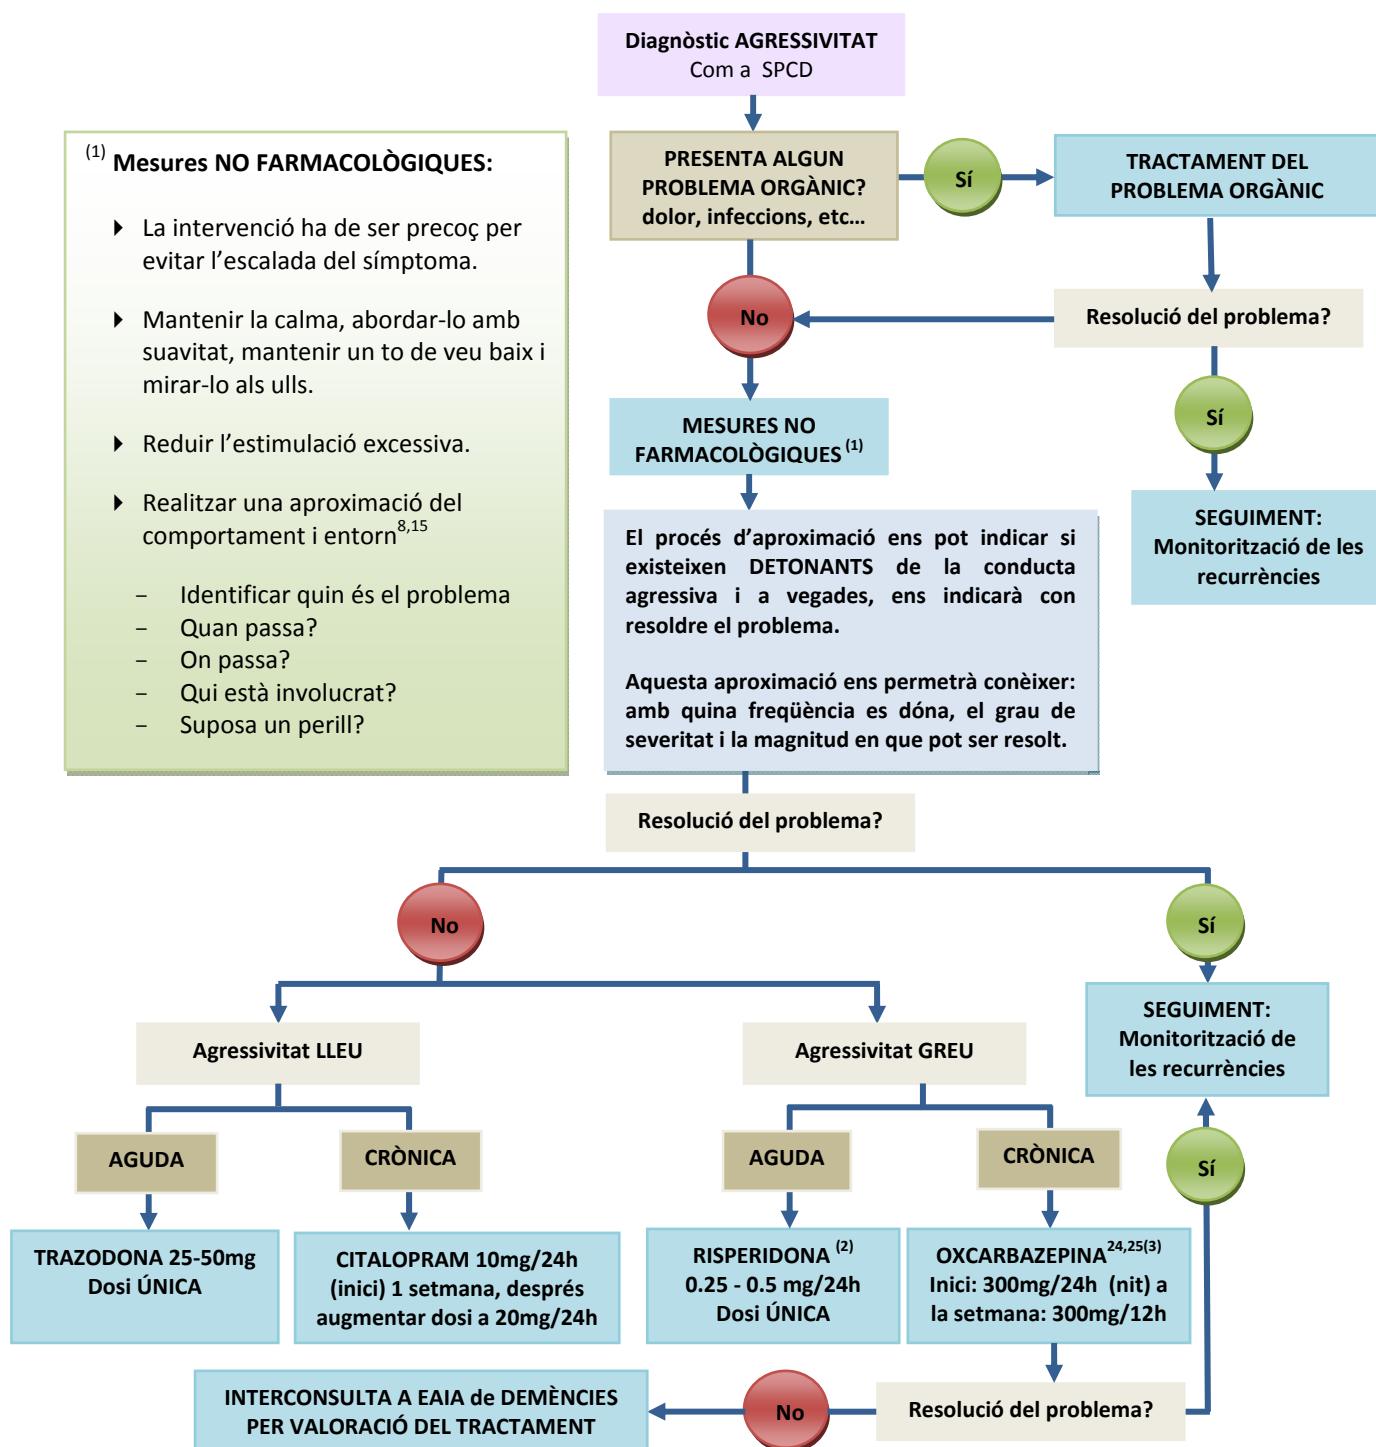 Diagnòstic AGRESSIVITAT
Com a SPCD
(1) Mesures NO FARMACOLÒGIQUES:
La intervenció ha de ser precoç per
evitar l’escalada del símptoma.
Mantenir la calma, abordar-lo amb
suavitat, mantenir un to de veu baix i
mirar-lo als ulls.
Reduir l’estimulació excessiva.
Realitzar una aproximació del
comportament i entorn8,15
– Identificar quin és el problema
– Quan passa?
– On passa?
– Qui està involucrat?
– Suposa un perill?
PRESENTA ALGUN
PROBLEMA ORGÀNIC?
dolor, infeccions, etc…
Sí
TRACTAMENT DEL
PROBLEMA ORGÀNIC
No
Resolució del problema?
Sí
SEGUIMENT:
Monitorització de les
recurrències
MESURES NO
FARMACOLÒGIQUES (1)
El procés d’aproximació ens pot indicar si
existeixen DETONANTS de la conducta
agressiva i a vegades, ens indicarà con
resoldre el problema.
Aquesta aproximació ens permetrà conèixer:
amb quina freqüència es dóna, el grau de
severitat i la magnitud en que pot ser resolt.
Resolució del problema?
No
Sí
Agressivitat LLEU
Agressivitat GREU
SEGUIMENT:
Monitorització de
les recurrències
AGUDA
CRÒNICA
AGUDA
CRÒNICA
Sí
TRAZODONA 25-50mg
Dosi ÚNICA
CITALOPRAM 10mg/24h
(inici) 1 setmana, després
augmentar dosi a 20mg/24h
RISPERIDONA (2)
0.25 - 0.5 mg/24h
Dosi ÚNICA
OXCARBAZEPINA24,25(3)
Inici: 300mg/24h (nit) a
la setmana: 300mg/12h
INTERCONSULTA A EAIA de DEMÈNCIES
PER VALORACIÓ DEL TRACTAMENT
No
Resolució del problema?